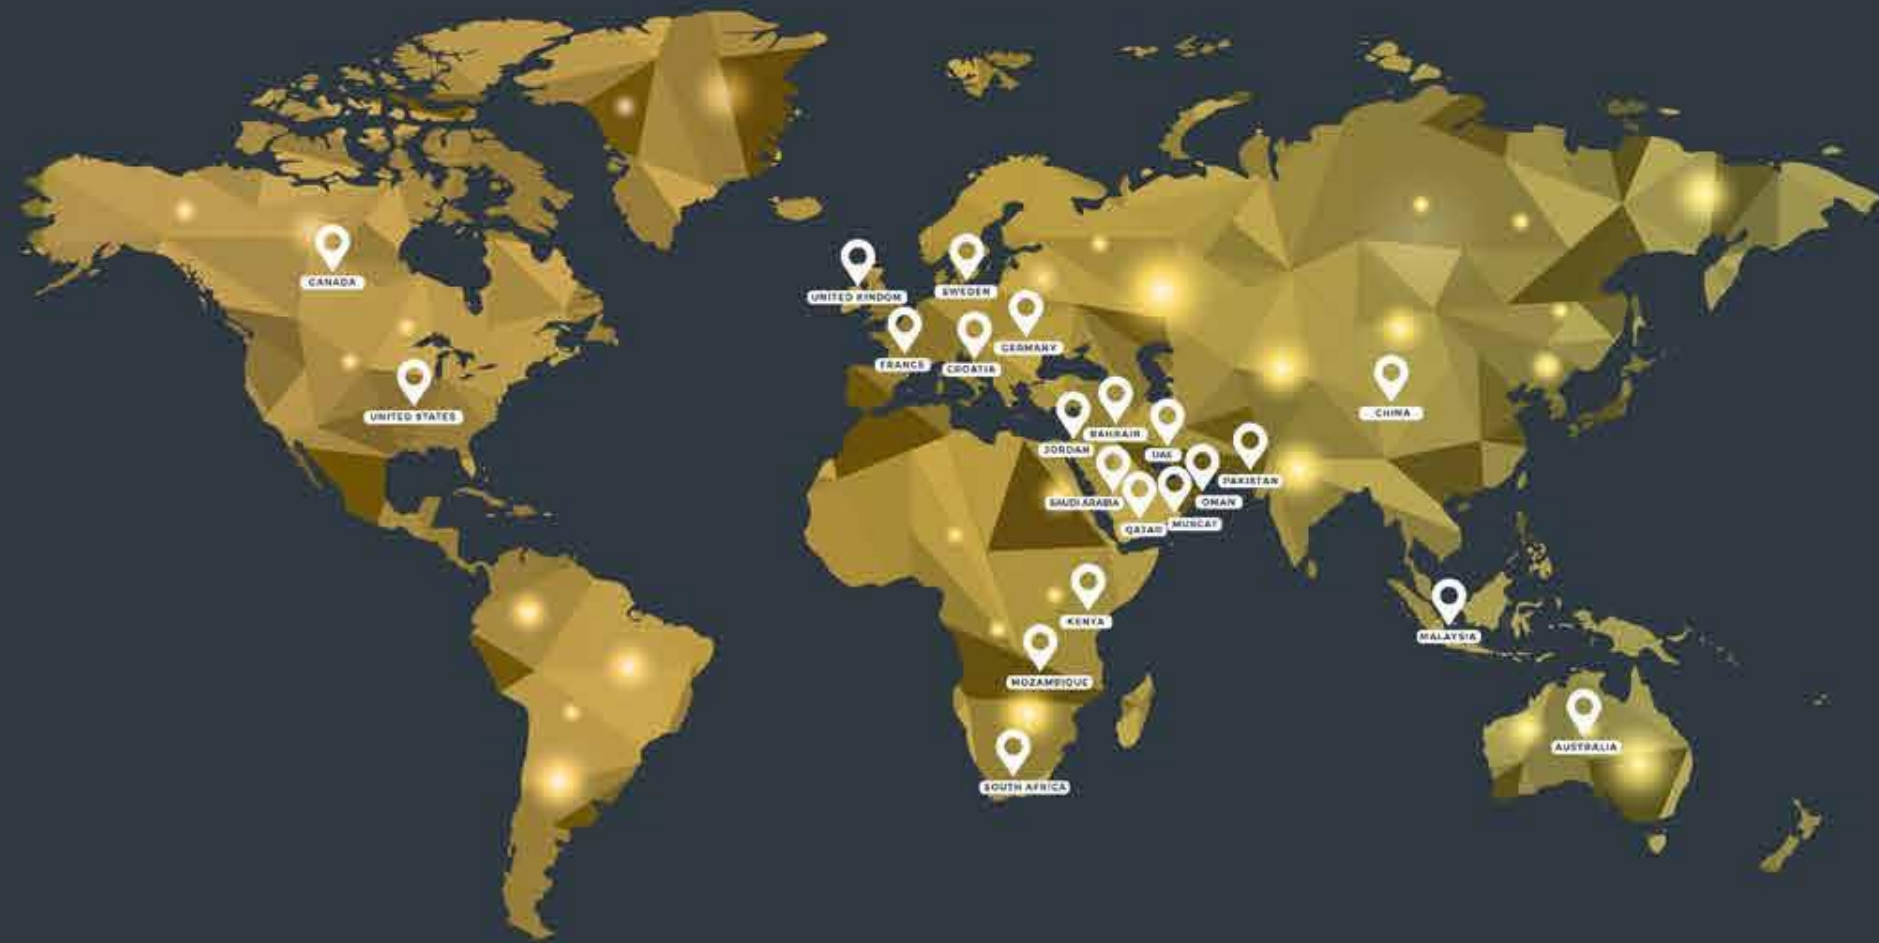 CANADA
UNITED KINDOM
SWEDEN
GERMANY
FRANCE
CROATIA
UNITED STATES
CHINA
BAHRAIN
JORDAN
UAE
PAKISTAN
SAUDI ARABIA
OMAN
QATAR
MUSCAT
KENYA
MALAYSIA
MOZAMBIQUE
AUSTRALIA
SOUTH AFRICA